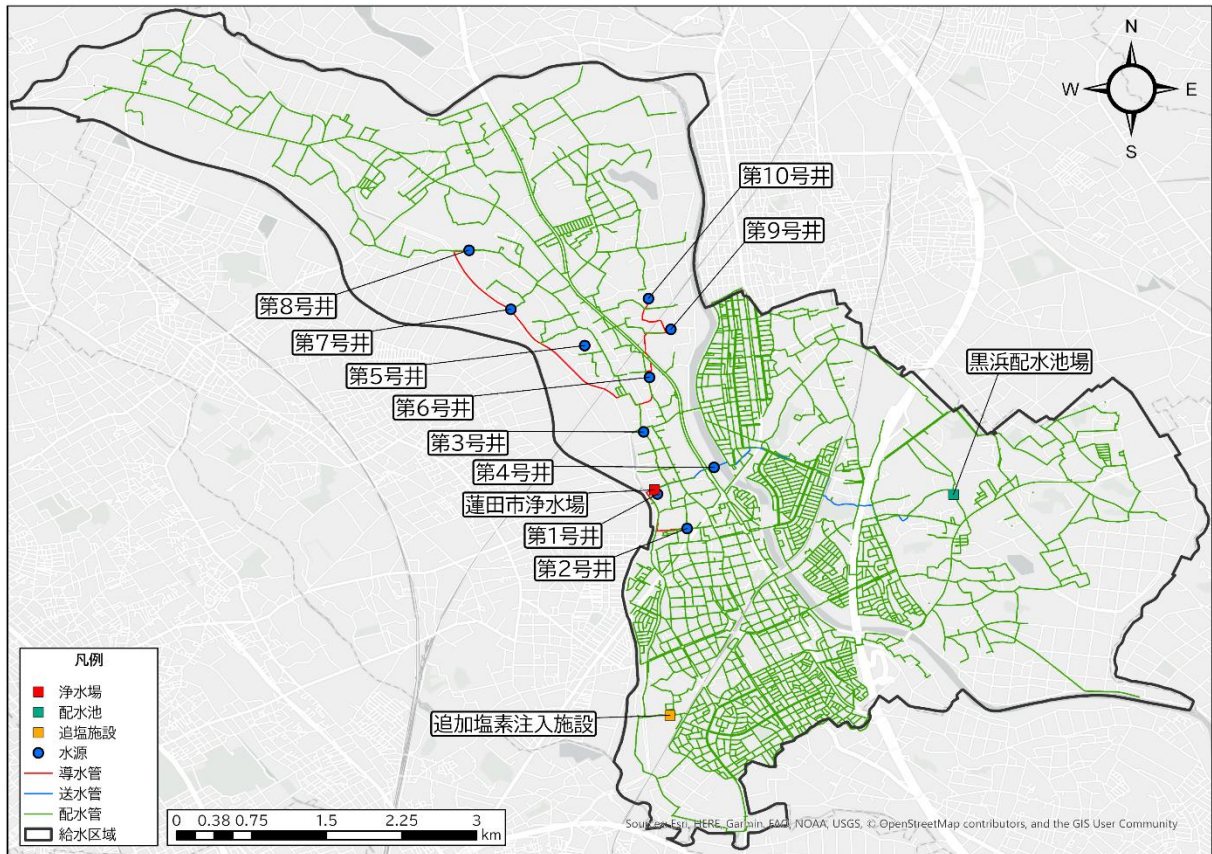 N
W
E
S
第10号井
第9号井
第8号井
第7号井
第5号井
第6号井
第3号井
第4号井
蓮田市浄水場
第1号井
第2号井
黒浜配水池場
追加塩素注入施設
凡例
浄水場
配水池
追塩施設
水源
導水管
送水管
配水管
給水区域
0 0.38 0.75 1.5 2.25 3
km
Sources: Esri, HERE, Garmin, FAO, NOAA, USGS, © OpenStreetMap contributors, and the GIS User Community